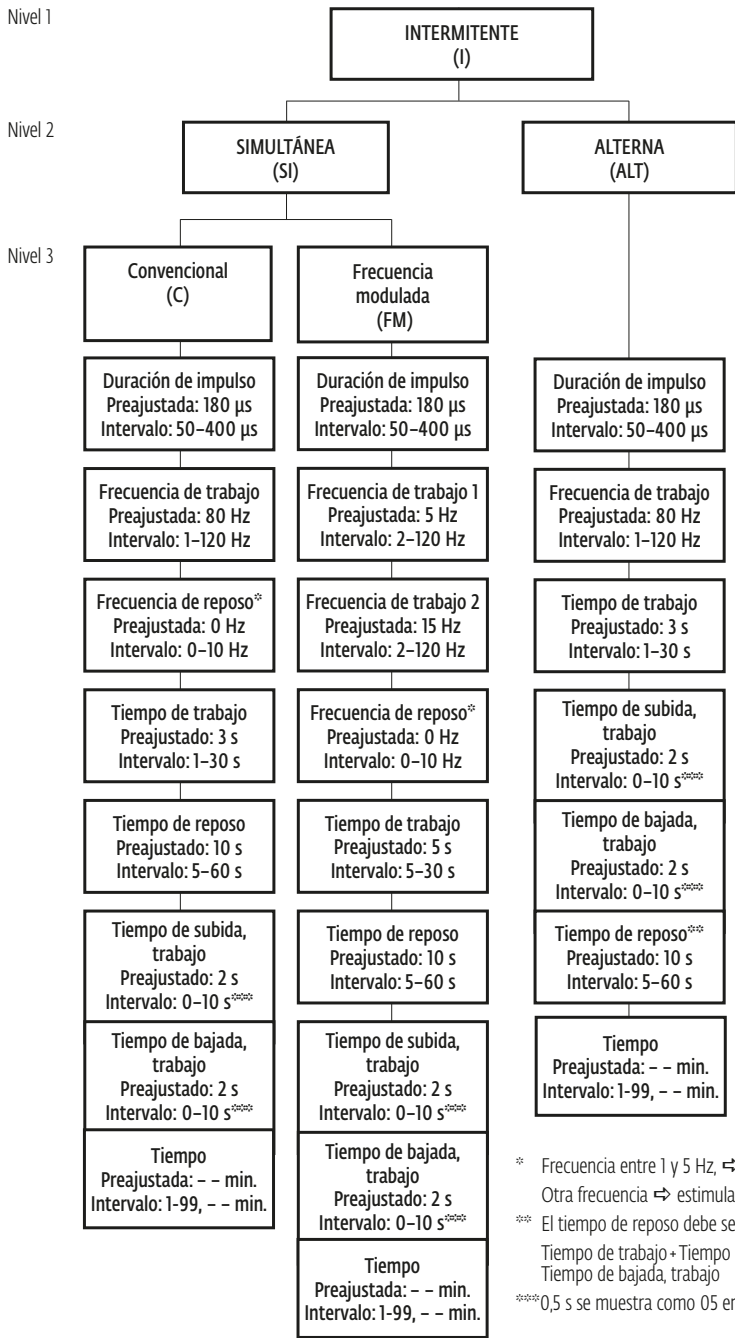 Nivel 1
INTERMITENTE
(I)
Nivel 2
SIMULTÁNEA
(SI)
ALTERNA
(ALT)
Nivel 3
Convencional
(C)
Frecuencia
modulada
(FM)
Duración de impulso
Preajustada: 180 µs
Intervalo: 50–400 µs
Frecuencia de trabajo
Preajustada: 80 Hz
Intervalo: 1–120 Hz
Frecuencia de reposo*
Preajustada: 0 Hz
Intervalo: 0–10 Hz
Tiempo de trabajo
Preajustado: 3 s
Intervalo: 1–30 s
Tiempo de reposo
Preajustado: 10 s
Intervalo: 5–60 s
Tiempo de subida,
trabajo
Preajustado: 2 s
Intervalo: 0–10 s***
Tiempo de bajada,
trabajo
Preajustado: 2 s
Intervalo: 0–10 s***
Tiempo
Preajustada: – – min.
Intervalo: 1-99, – – min.
Duración de impulso
Preajustada: 180 µs
Intervalo: 50–400 µs
Frecuencia de trabajo 1
Preajustada: 5 Hz
Intervalo: 2–120 Hz
Frecuencia de trabajo 2
Preajustada: 15 Hz
Intervalo: 2–120 Hz
Frecuencia de reposo*
Preajustada: 0 Hz
Intervalo: 0–10 Hz
Tiempo de trabajo
Preajustado: 5 s
Intervalo: 5–30 s
Tiempo de reposo
Preajustado: 10 s
Intervalo: 5–60 s
Tiempo de subida,
trabajo
Preajustado: 2 s
Intervalo: 0–10 s***
Tiempo de bajada,
trabajo
Preajustado: 2 s
Intervalo: 0–10 s***
Tiempo
Preajustada: – – min.
Intervalo: 1-99, – – min.
Duración de impulso
Preajustada: 180 µs
Intervalo: 50–400 µs
Frecuencia de trabajo
Preajustada: 80 Hz
Intervalo: 1–120 Hz
Tiempo de trabajo
Preajustado: 3 s
Intervalo: 1–30 s
Tiempo de subida,
trabajo
Preajustado: 2 s
Intervalo: 0–10 s***
Tiempo de bajada,
trabajo
Preajustado: 2 s
Intervalo: 0–10 s***
Tiempo de reposo**
Preajustado: 10 s
Intervalo: 5–60 s
Tiempo
Preajustada: – – min.
Intervalo: 1-99, – – min.
* Frecuencia entre 1 y 5 Hz, ➪
Otra frecuencia ➪ estimula
** El tiempo de reposo debe se
Tiempo de trabajo + Tiempo
Tiempo de bajada, trabajo
***0,5 s se muestra como 05 en